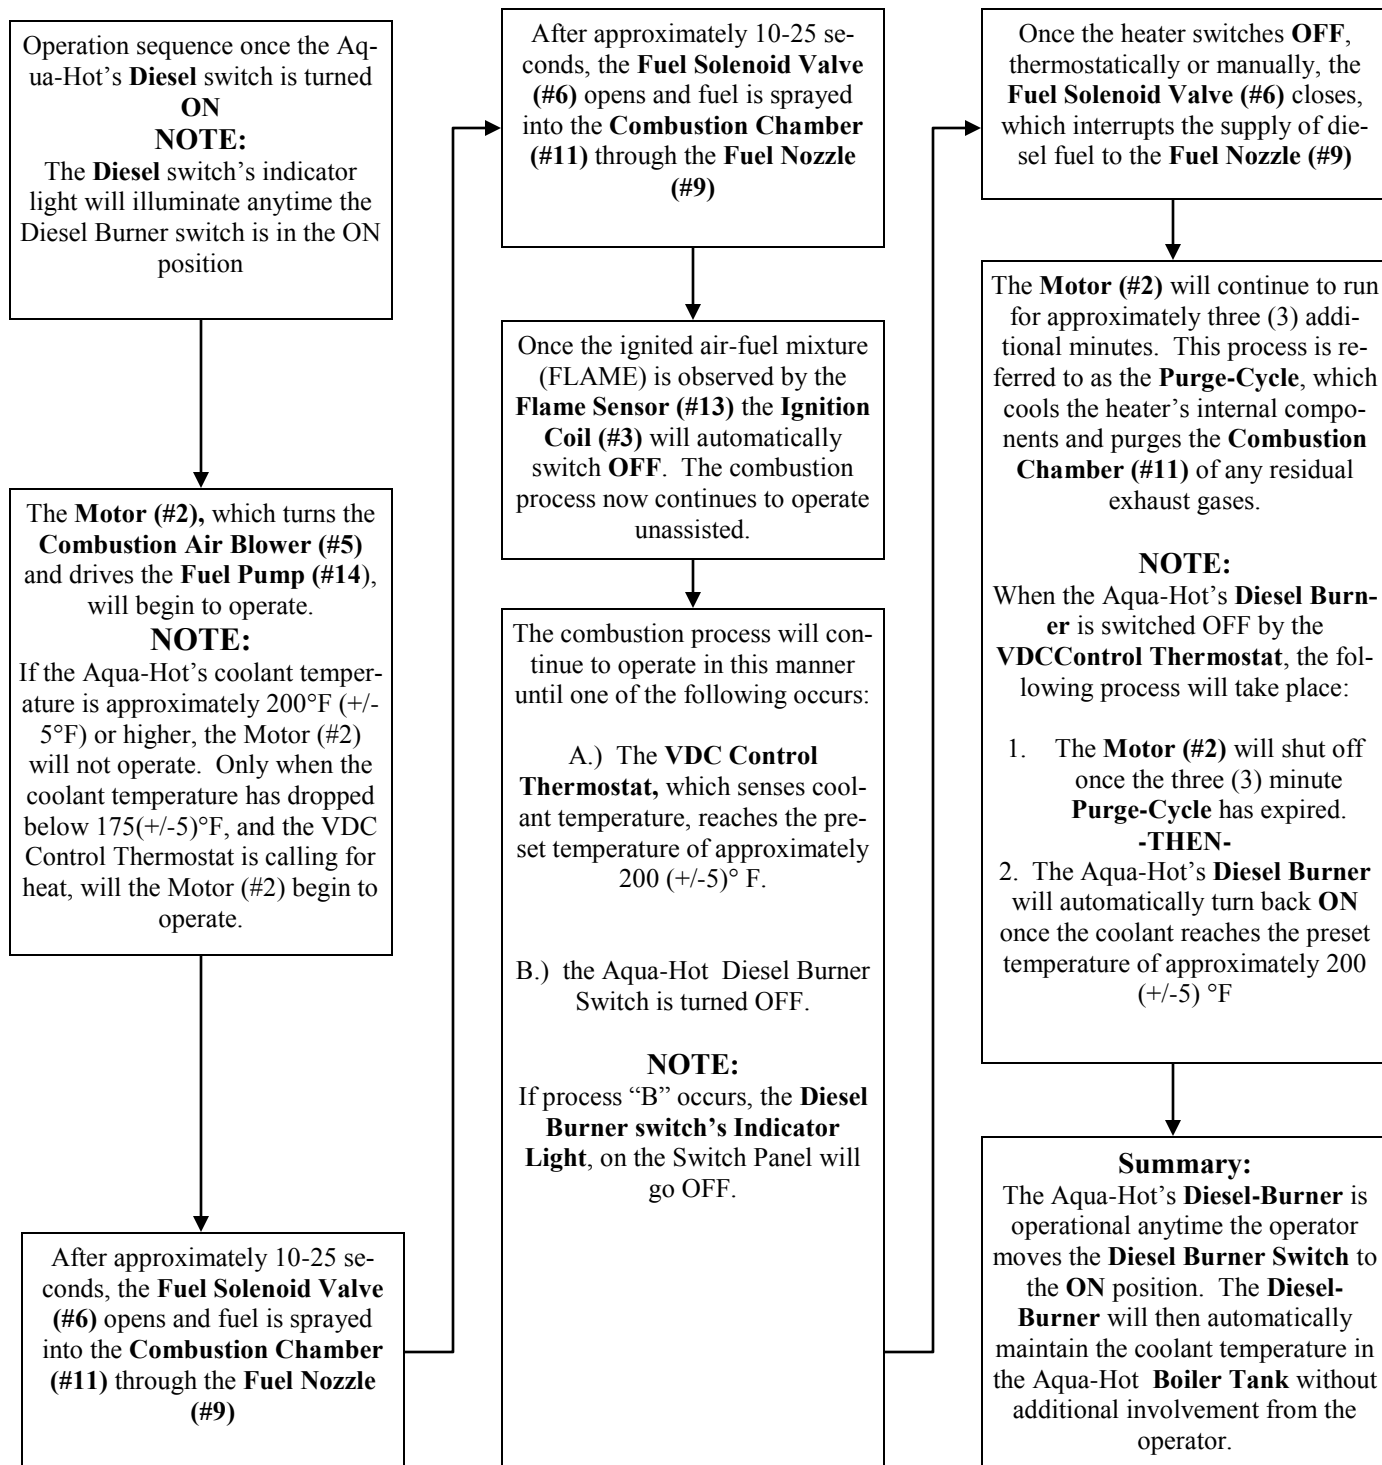 Operation sequence once the Aq-
ua-Hot's Diesel switch is turned
ON
NOTE:
The Diesel switch's indicator
light will illuminate anytime the
Diesel Burner switch is in the ON
position
The Motor (#2), which turns the
Combustion Air Blower (#5)
and drives the Fuel Pump (#14),
will begin to operate.
NOTE:
If the Aqua-Hot's coolant temper-
ature is approximately 200°F (+/-
5°F) or higher, the Motor (#2)
will not operate. Only when the
coolant temperature has dropped
below 175(+/-5)°F, and the VDC
Control Thermostat is calling for
heat, will the Motor (#2) begin to
operate.
After approximately 10-25 se-
conds, the Fuel Solenoid Valve
(#6) opens and fuel is sprayed
into the Combustion Chamber
(#11) through the Fuel Nozzle
(#9)
After approximately 10-25 se-
conds, the Fuel Solenoid Valve
(#6) opens and fuel is sprayed
into the Combustion Chamber
(#11) through the Fuel Nozzle
(#9)
Once the ignited air-fuel mixture
(FLAME) is observed by the
Flame Sensor (#13) the Ignition
Coil (#3) will automatically
switch OFF. The combustion
process now continues to operate
unassisted.
The combustion process will con-
tinue to operate in this manner
until one of the following occurs:
A.) The VDC Control
Thermostat, which senses cool-
ant temperature, reaches the pre-
set temperature of approximately
200 (+/-5)° F.
B.) the Aqua-Hot Diesel Burner
Switch is turned OFF.
NOTE:
If process “B” occurs, the Diesel
Burner switch's Indicator
Light, on the Switch Panel will
go OFF.
Once the heater switches OFF,
thermostatically or manually, the
Fuel Solenoid Valve (#6) closes,
which interrupts the supply of die-
sel fuel to the Fuel Nozzle (#9)
The Motor (#2) will continue to run
for approximately three (3) addi-
tional minutes. This process is re-
ferred to as the Purge-Cycle, which
cools the heater's internal compo-
nents and purges the Combustion
Chamber (#11) of any residual
exhaust gases.
NOTE:
When the Aqua-Hot's Diesel Burn-
er is switched OFF by the
VDCControl Thermostat, the fol-
lowing process will take place:
1. The Motor (#2) will shut off
once the three (3) minute
Purge-Cycle has expired.
-THEN-
2. The Aqua-Hot's Diesel Burner
will automatically turn back ON
once the coolant reaches the preset
temperature of approximately 200
(+/-5) °F
Summary:
The Aqua-Hot's Diesel-Burner is
operational anytime the operator
moves the Diesel Burner Switch to
the ON position. The Diesel-
Burner will then automatically
maintain the coolant temperature in
the Aqua-Hot Boiler Tank without
additional involvement from the
operator.